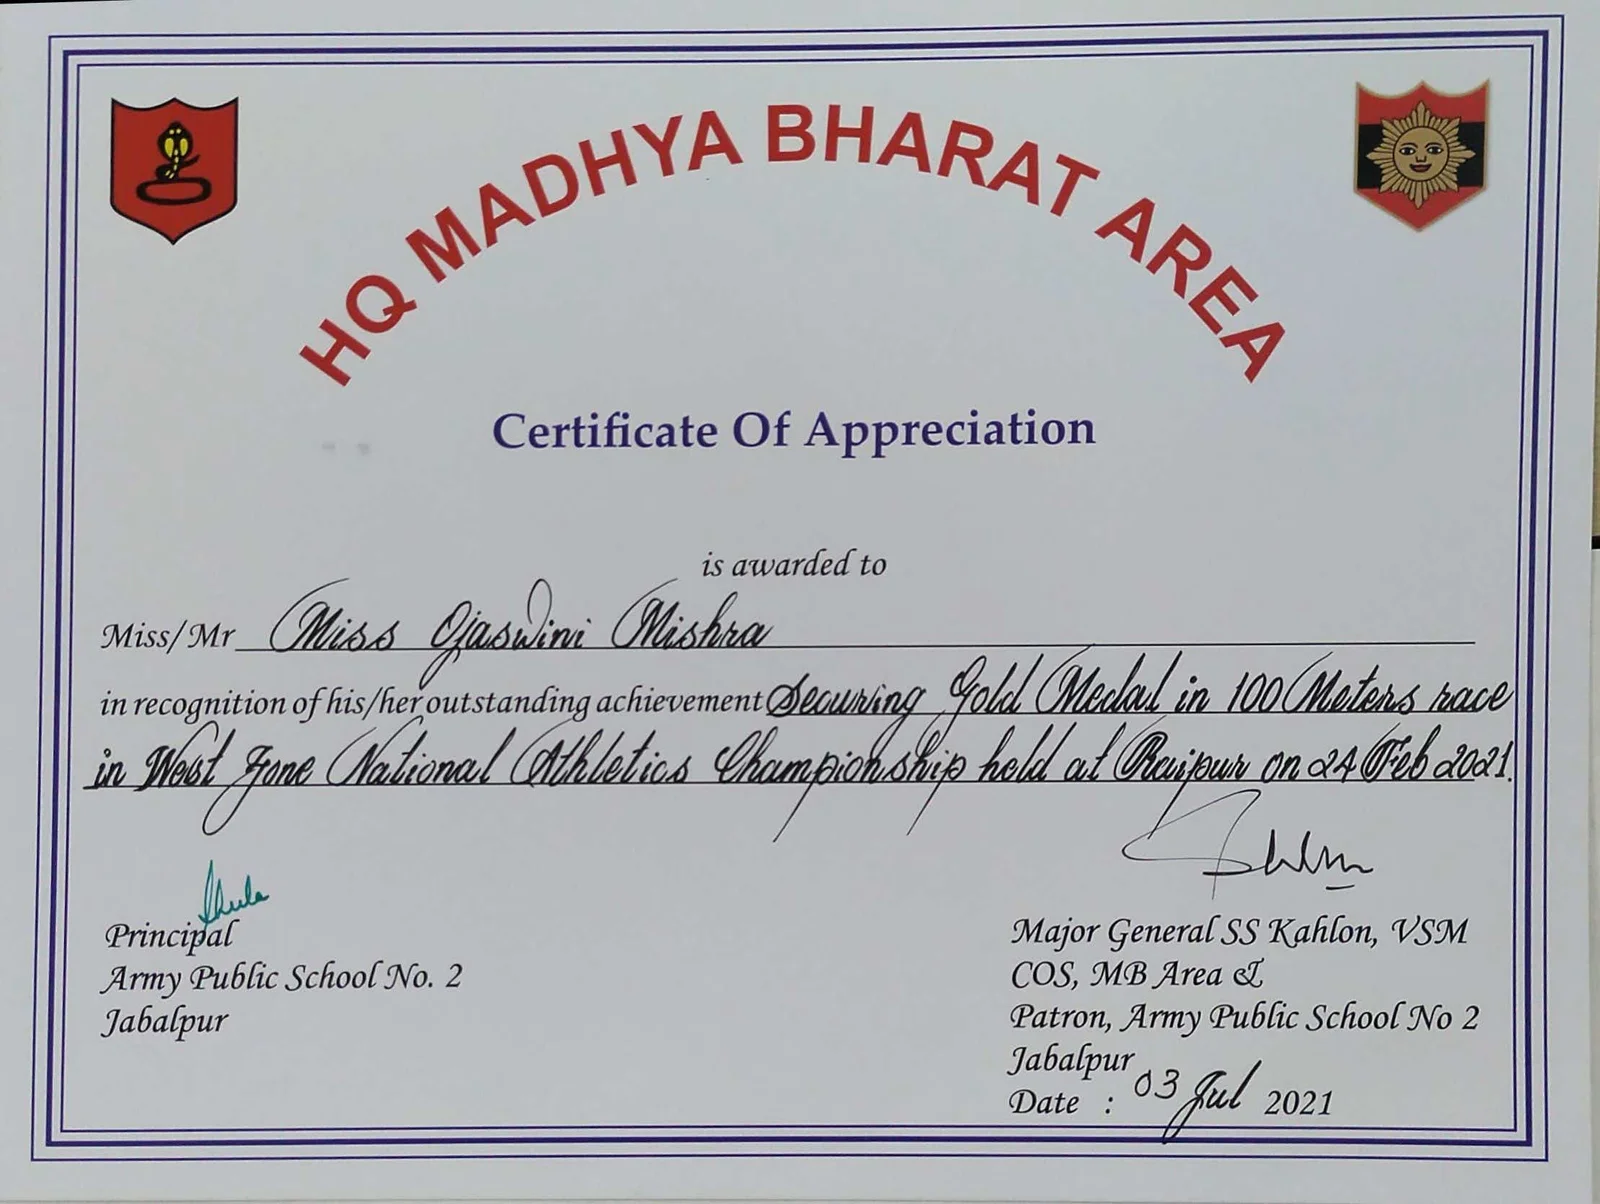 HQ MADHYA BHARAT AREA
Certificate Of Appreciation
is awarded to
Miss/Mr Miss Ojaswini Mishra
in recognition of his/her outstanding achievement Securing Gold Medal in 100 Meters race
in West Zone National Athletics Championship held at Raipur on 24 Feb 2021.
Principal
Army Public School No. 2
Jabalpur
Major General SS Kahlon, VSM
COS, MB Area &
Patron, Army Public School No 2
Jabalpur
Date : 03 Jul 2021